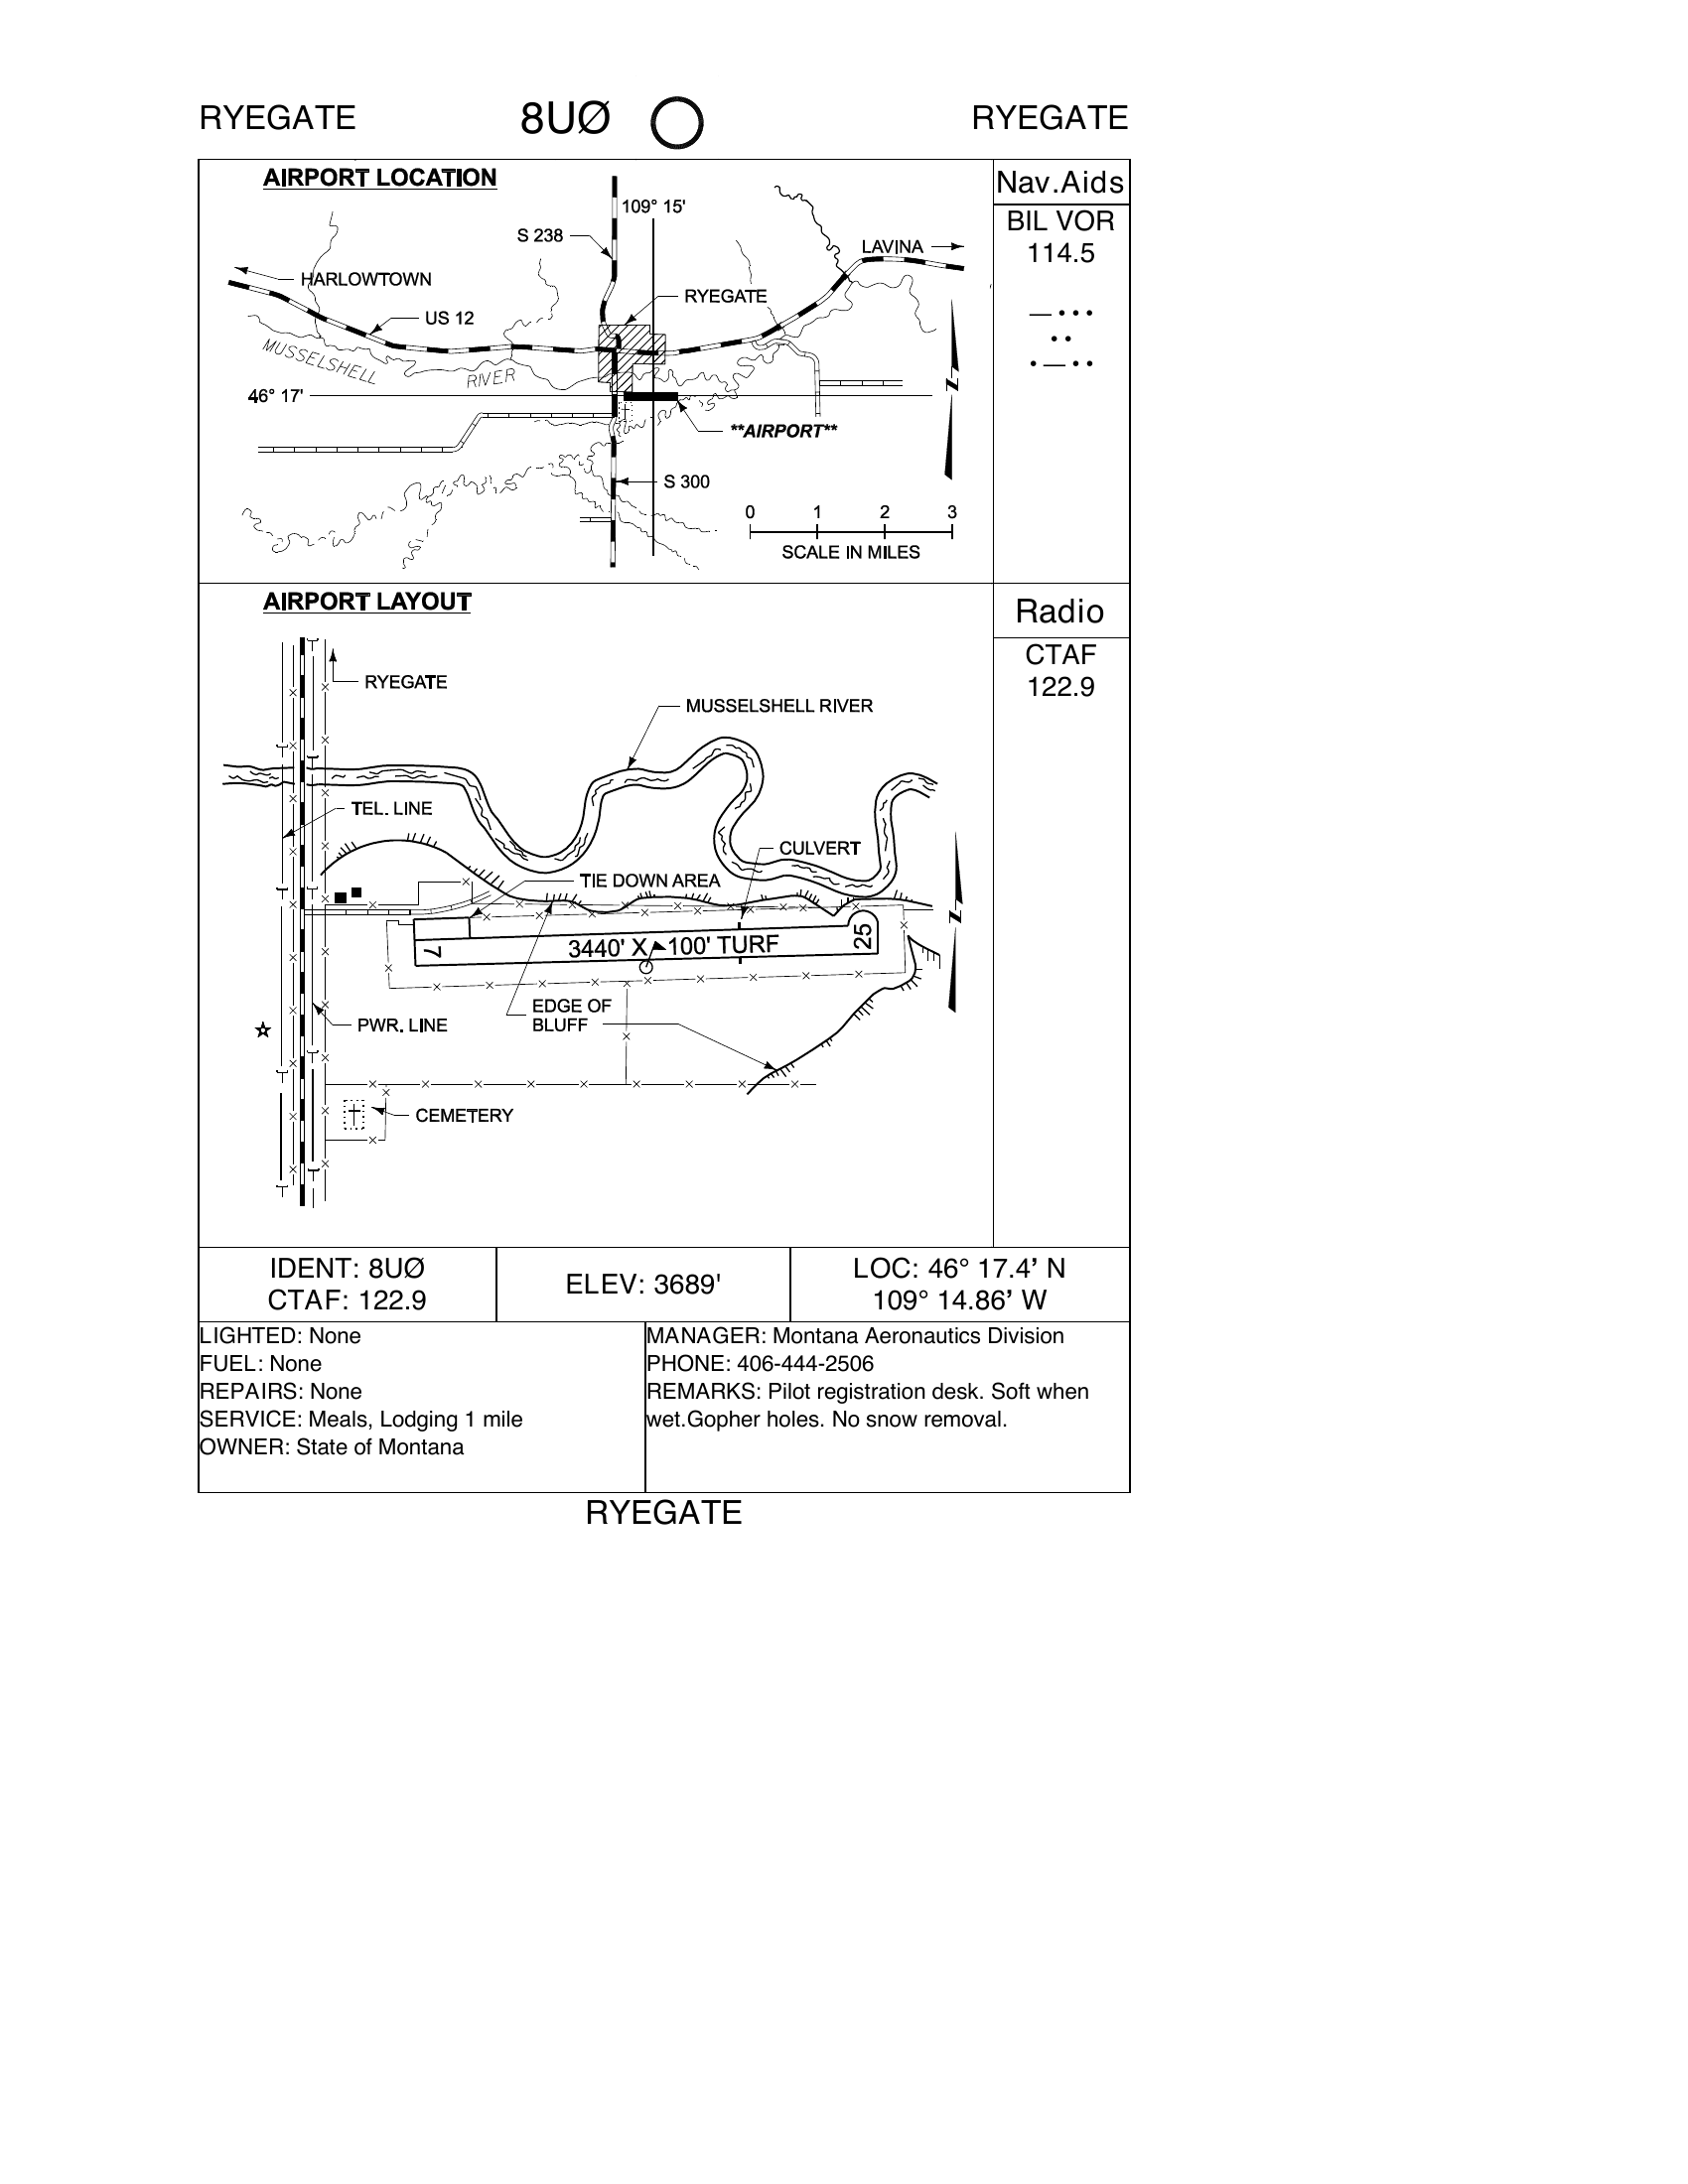 RYEGATE 8UØ RYEGATE
AIRPORT LOCATION
109° 15'
S 238
LAVINA
HARLOWTOWN
RYEGATE
US 12
MUSSELSHELL
RIVER
46° 17'
**AIRPORT**
N
S 300
0 1 2 3
SCALE IN MILES
Nav.Aids
BIL VOR
114.5
AIRPORT LAYOUT
RYEGATE
MUSSELSHELL RIVER
TEL. LINE
CULVERT
TIE DOWN AREA
N
7 3440' X 100' TURF 25
EDGE OF
BLUFF
PWR. LINE
CEMETERY
Radio
CTAF
122.9
IDENT: 8UØ
CTAF: 122.9
ELEV: 3689'
LOC: 46° 17.4’ N
109° 14.86’ W
LIGHTED: None
FUEL: None
REPAIRS: None
SERVICE: Meals, Lodging 1 mile
OWNER: State of Montana
MANAGER: Montana Aeronautics Division
PHONE: 406-444-2506
REMARKS: Pilot registration desk. Soft when
wet.Gopher holes. No snow removal.
RYEGATE